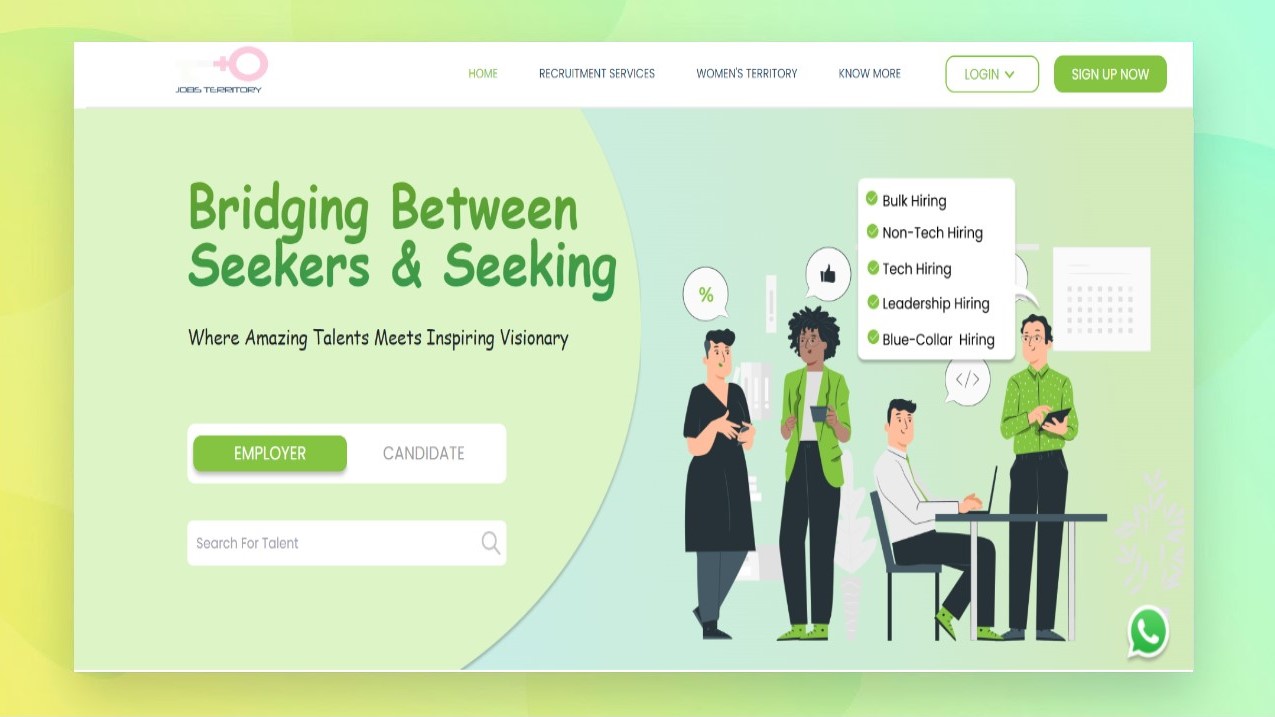 JOBS TERRITORY
HOME
RECRUITMENT SERVICES
WOMEN'S TERRITORY
KNOW MORE
LOGIN
SIGN UP NOW
Bridging Between
Seekers & Seeking
Where Amazing Talents Meets Inspiring Visionary
EMPLOYER
CANDIDATE
Search For Talent
Bulk Hiring
Non-Tech Hiring
Tech Hiring
Leadership Hiring
Blue-Collar Hiring
%
</>